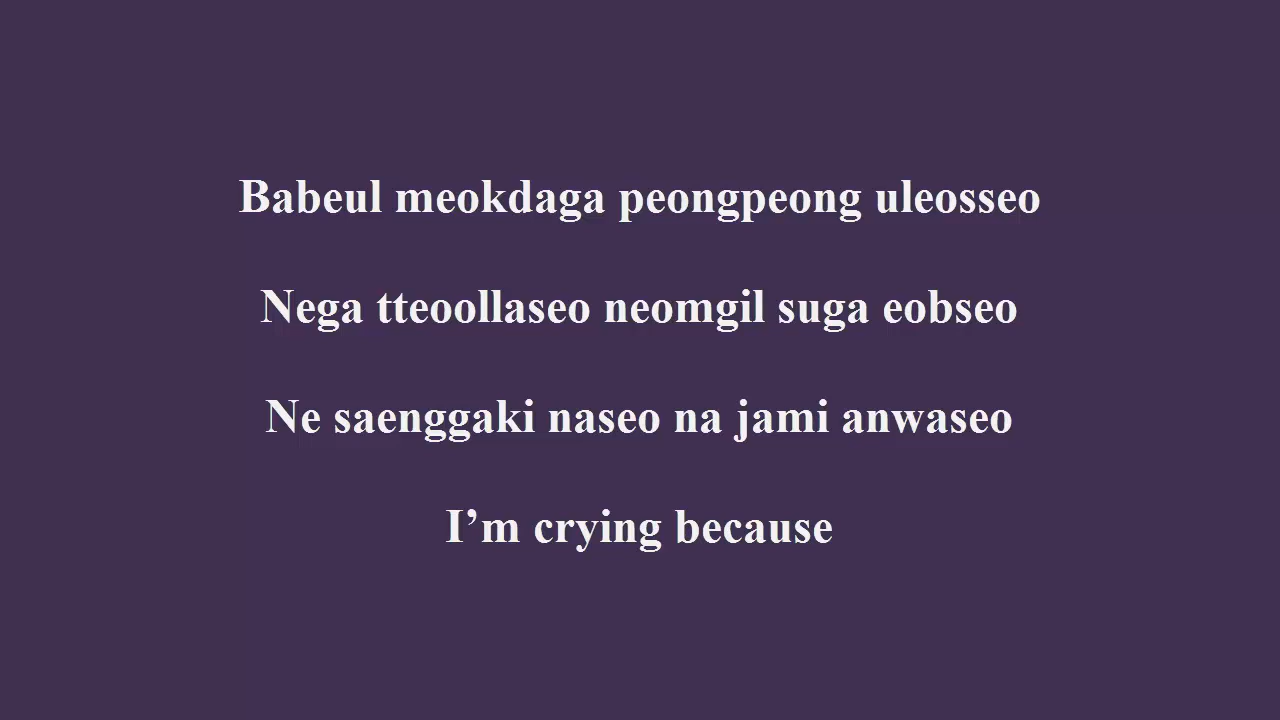 Babeul meokdaga peongpeong uleosseo
Nega tteoollaseo neomgil suga eobseo
Ne saenggaki naseo na jami anwaseo
I’m crying because